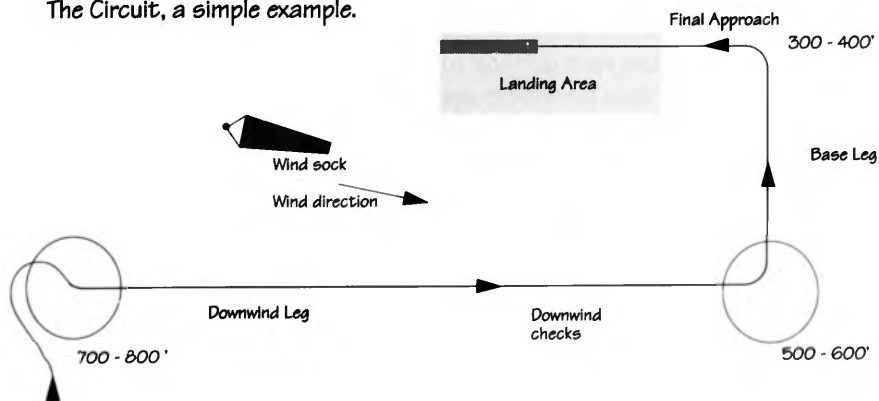 The Circuit, a simple example.
Final Approach
300 - 400'
Landing Area
Base Leg
Wind sock
Wind direction
Downwind Leg
Downwind
checks
700 - 800 '
500 - 600'